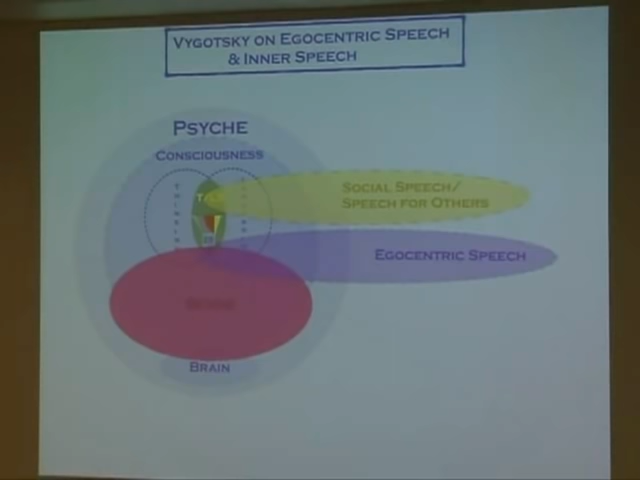 VYGOTSKY ON EGOCENTRIC SPEECH
& INNER SPEECH
PSYCHE
CONSCIOUSNESS
SOCIAL SPEECH/
SPEECH FOR OTHERS
EGOCENTRIC SPEECH
BRAIN